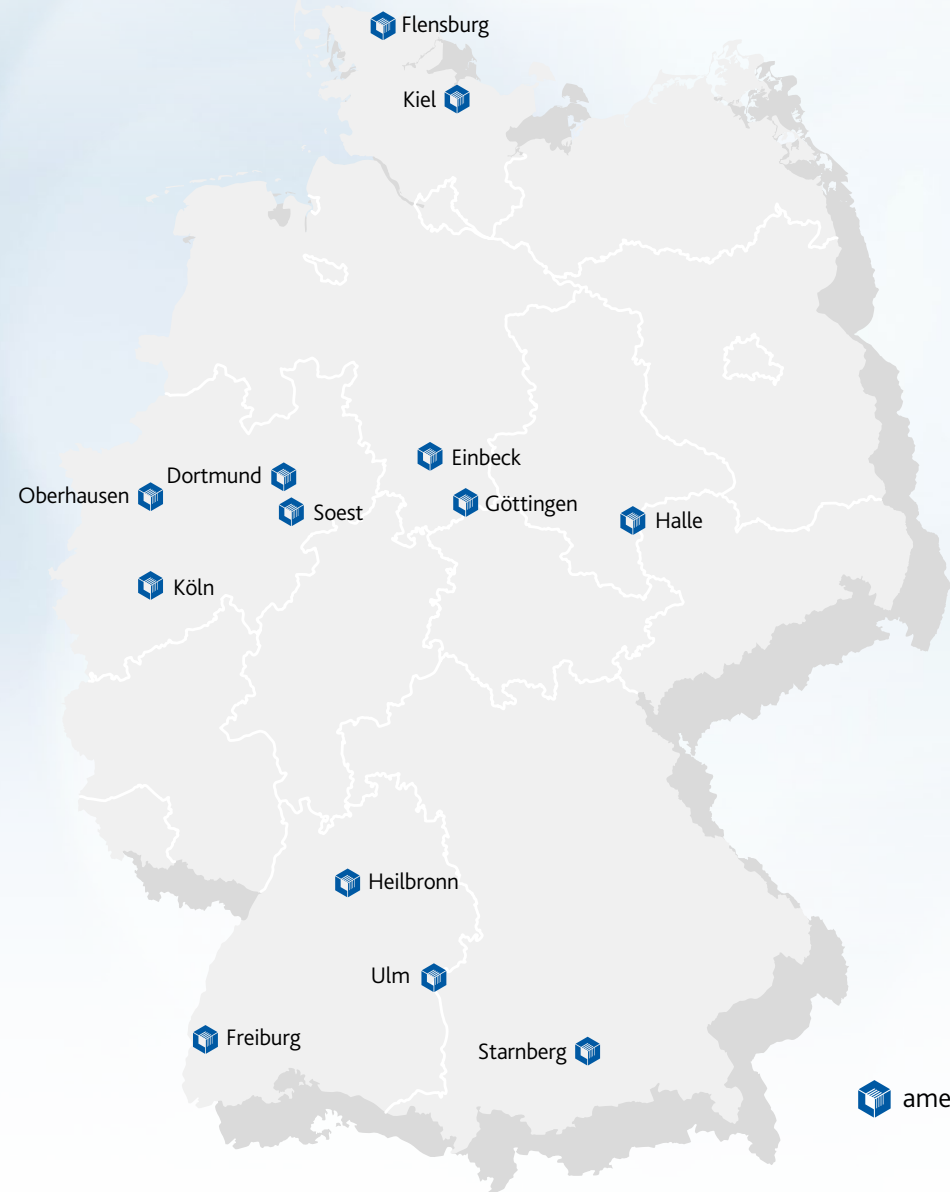 Flensburg
Kiel
Einbeck
Dortmund
Oberhausen
Göttingen
Soest
Halle
Köln
Heilbronn
Ulm
Freiburg
Starnberg
ame